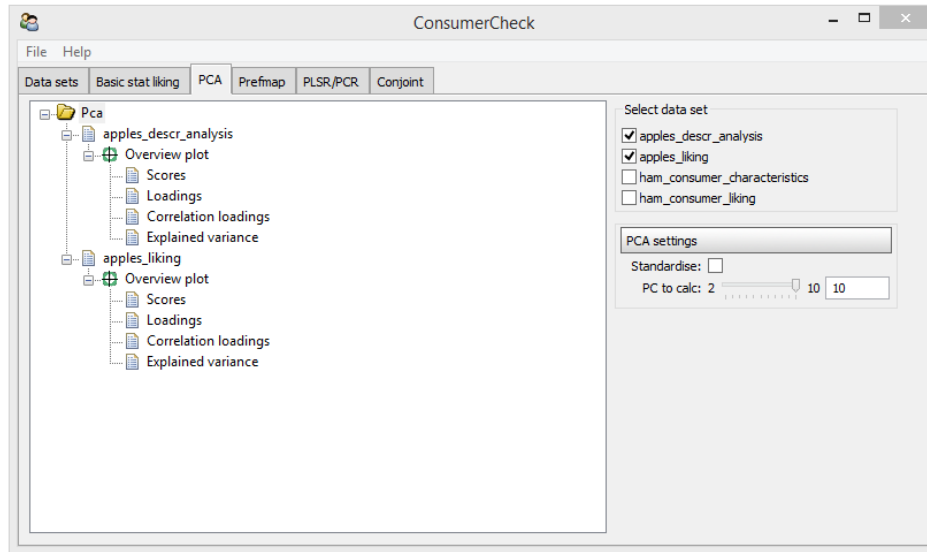 ConsumerCheck
File Help
Data sets Basic stat liking PCA Prefmap PLSR/PCR Conjoint
Pca
apples_descr_analysis
Overview plot
Scores
Loadings
Correlation loadings
Explained variance
apples_liking
Overview plot
Scores
Loadings
Correlation loadings
Explained variance
Select data set
apples_descr_analysis
apples_liking
ham_consumer_characteristics
ham_consumer_liking
PCA settings
Standardise:
PC to calc: 2 10 10